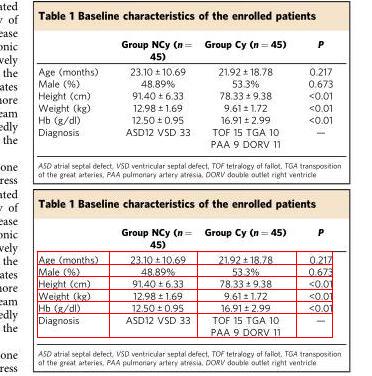 ated
y of
ease
onic
vely
the
ates
nore
eam
edly
the
one
ress
Table 1 Baseline characteristics of the enrolled patients
Group NCy (n = Group Cy (n = 45) P
45)
Age (months) 23.10 ± 10.69 21.92 ± 18.78 0.217
Male (%) 48.89% 53.3% 0.673
Height (cm) 91.40 ± 6.33 78.33 ± 9.38 <0.01
Weight (kg) 12.98 ± 1.69 9.61 ± 1.72 <0.01
Hb (g/dl) 12.50 ± 0.95 16.91 ± 2.99 <0.01
Diagnosis ASD12 VSD 33 TOF 15 TGA 10 —
PAA 9 DORV 11
ASD atrial septal defect, VSD ventricular septal defect, TOF tetralogy of fallot, TGA transposition
of the great arteries, PAA pulmonary artery atresia, DORV double outlet right ventricle
ated
y of
ease
onic
vely
the
ates
nore
eam
edly
the
one
ress
Table 1 Baseline characteristics of the enrolled patients
Group NCy (n = Group Cy (n = 45) P
45)
Age (months) 23.10 ± 10.69 21.92 ± 18.78 0.217
Male (%) 48.89% 53.3% 0.673
Height (cm) 91.40 ± 6.33 78.33 ± 9.38 <0.01
Weight (kg) 12.98 ± 1.69 9.61 ± 1.72 <0.01
Hb (g/dl) 12.50 ± 0.95 16.91 ± 2.99 <0.01
Diagnosis ASD12 VSD 33 TOF 15 TGA 10 —
PAA 9 DORV 11
ASD atrial septal defect, VSD ventricular septal defect, TOF tetralogy of fallot, TGA transposition
of the great arteries, PAA pulmonary artery atresia, DORV double outlet right ventricle